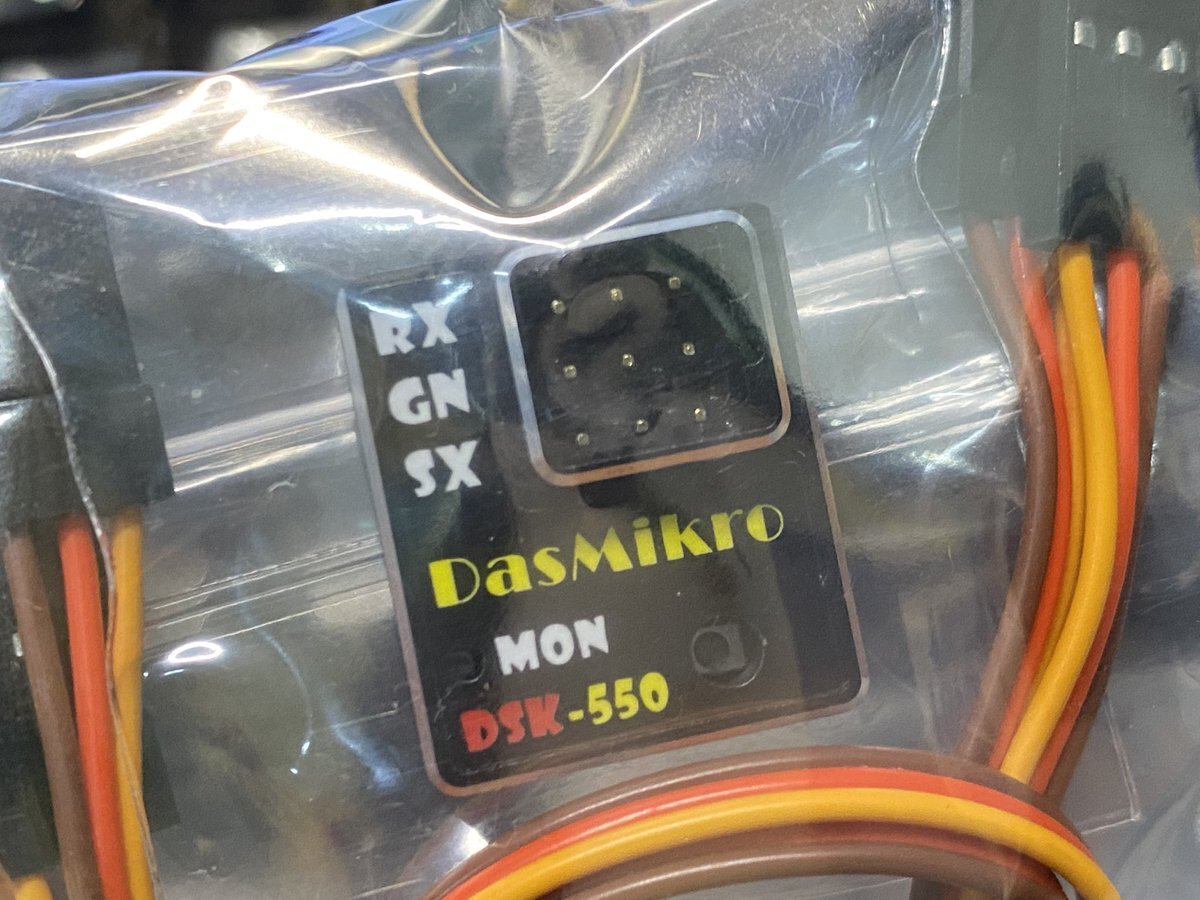 RX
GN
SX
DasMikro
MON
DSK-550